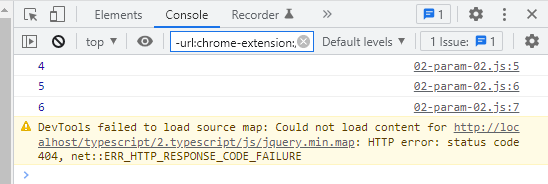 Elements Console Recorder 1
top -url:chrome-extension:, Default levels 1 Issue: 1
4 02-param-02.js:5
5 02-param-02.js:6
6 02-param-02.js:7
DevTools failed to load source map: Could not load content for http://loc
alhost/typescript/2.typescript/js/jquery.min.map: HTTP error: status code
404, net::ERR_HTTP_RESPONSE_CODE_FAILURE